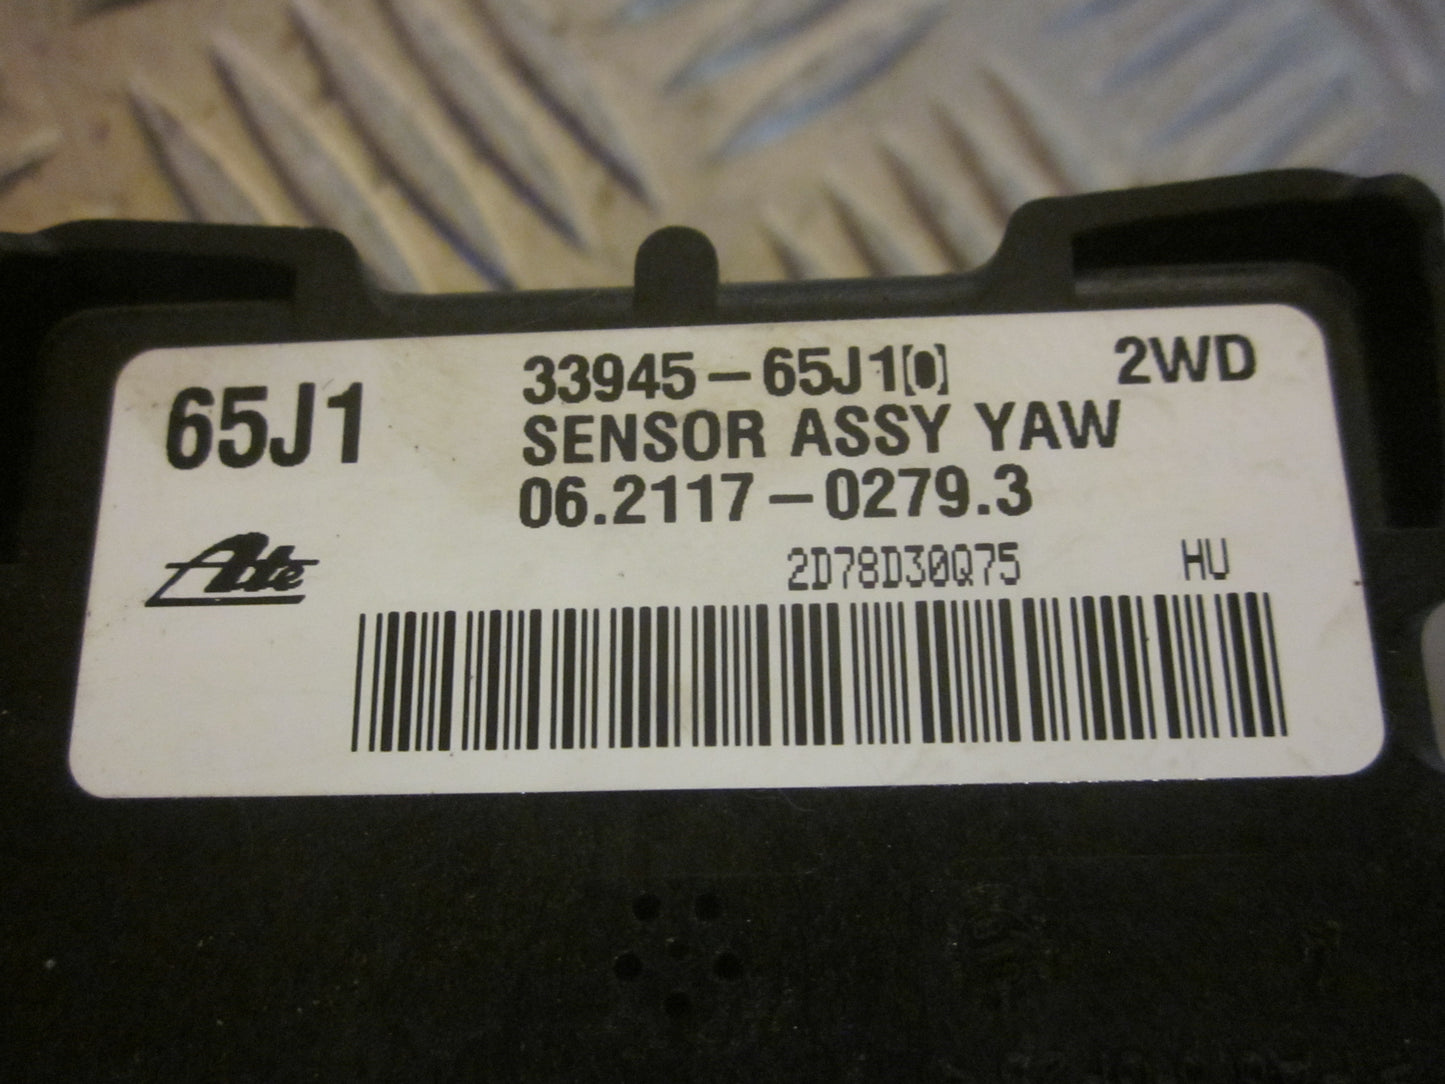 65J1
33945-65J1[0] 2WD
SENSOR ASSY YAW
06.2117-0279.3
Ate
2D78D30Q75 HU